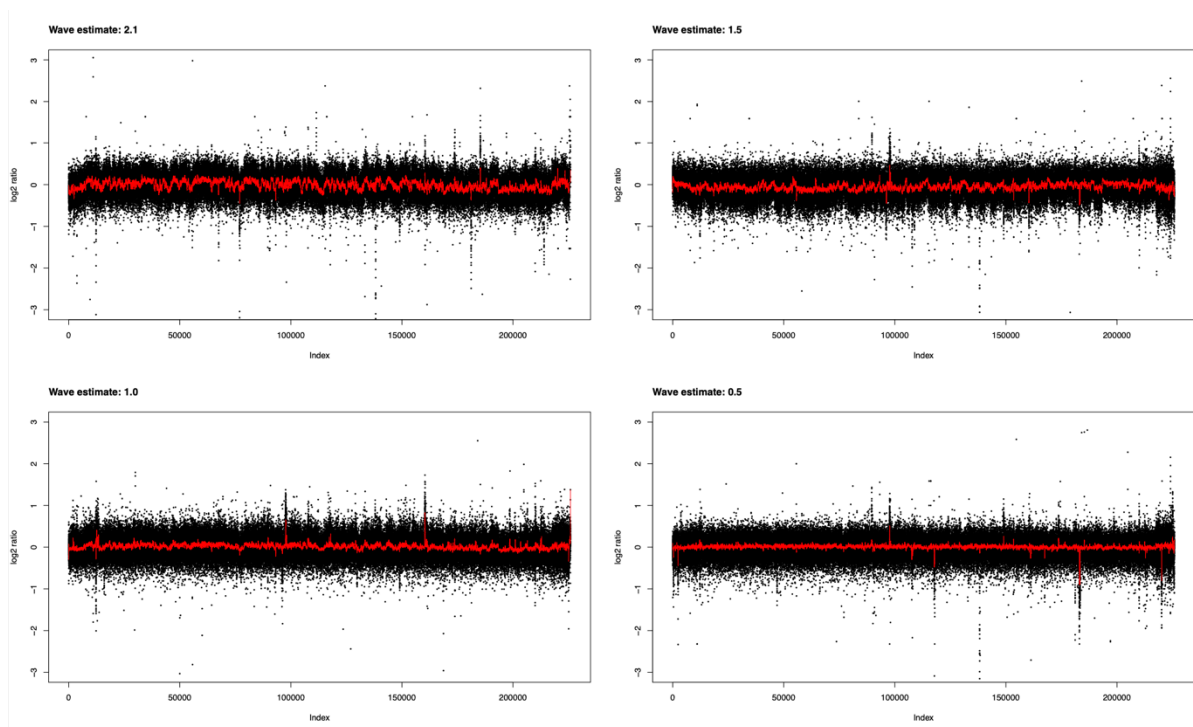 Wave estimate: 2.1
3
2
1
0
-1
-2
-3
log2 ratio
0 50000 100000 150000 200000
Index
Wave estimate: 1.5
3
2
1
0
-1
-2
-3
log2 ratio
0 50000 100000 150000 200000
Index
Wave estimate: 1.0
3
2
1
0
-1
-2
-3
log2 ratio
0 50000 100000 150000 200000
Index
Wave estimate: 0.5
3
2
1
0
-1
-2
-3
log2 ratio
0 50000 100000 150000 200000
Index